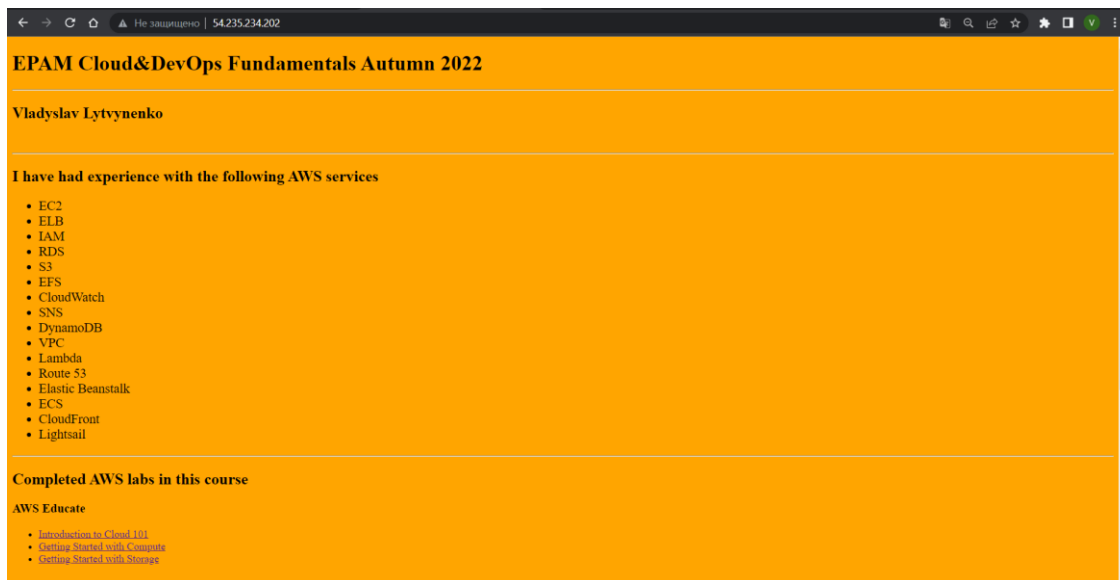 Не защищено | 54.235.234.202
V
EPAM Cloud&DevOps Fundamentals Autumn 2022
Vladyslav Lytvynenko
I have had experience with the following AWS services
EC2
ELB
IAM
RDS
S3
EFS
CloudWatch
SNS
DynamoDB
VPC
Lambda
Route 53
Elastic Beanstalk
ECS
CloudFront
Lightsail
Completed AWS labs in this course
AWS Educate
Introduction to Cloud 101
Getting Started with Compute
Getting Started with Storage